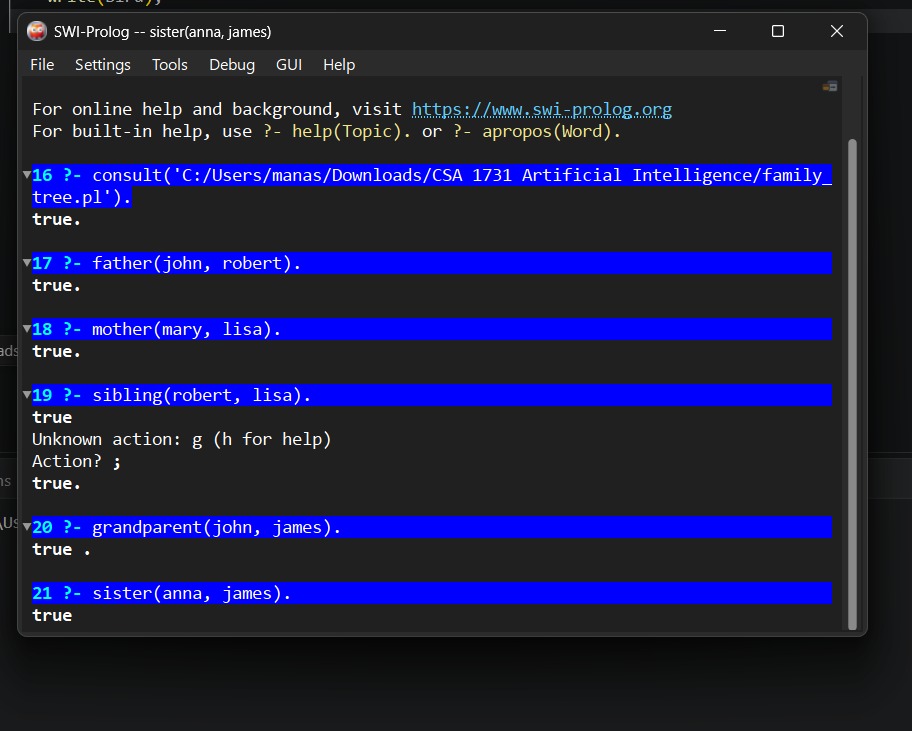 SWI-Prolog -- sister(anna, james)
File Settings Tools Debug GUI Help
For online help and background, visit https://www.swi-prolog.org
For built-in help, use ?- help(Topic). or ?- apropos(Word).
16 ?- consult('C:/Users/manas/Downloads/CSA 1731 Artificial Intelligence/family_
tree.pl').
true.
17 ?- father(john, robert).
true.
18 ?- mother(mary, lisa).
true.
19 ?- sibling(robert, lisa).
true
Unknown action: g (h for help)
Action? ;
true.
20 ?- grandparent(john, james).
true .
21 ?- sister(anna, james).
true